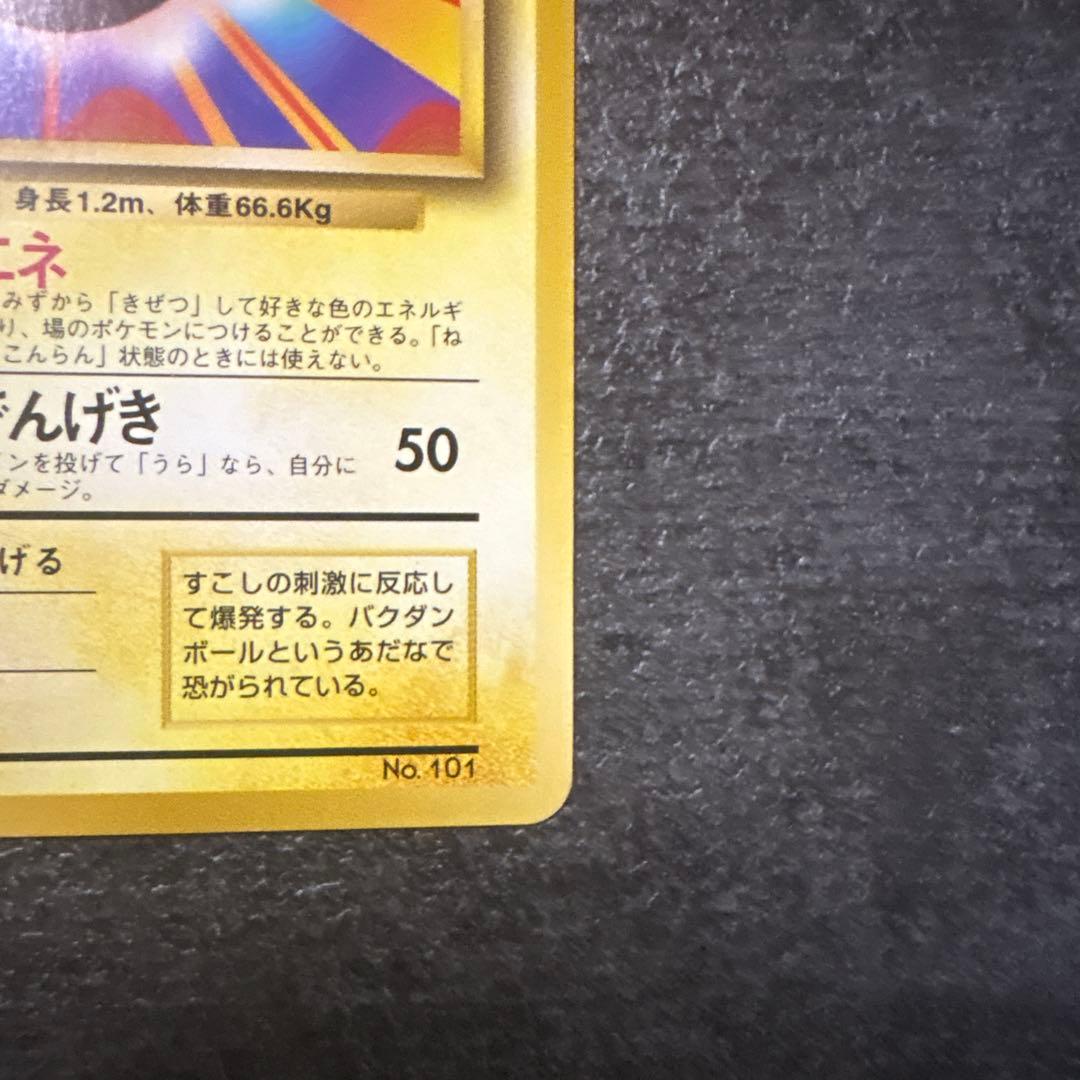 身長1.2m、体重66.6Kg
エネ
みずから「きぜつ」して好きな色のエネルギ
り、場のポケモンにつけることができる。「ね
こんらん」状態のときには使えない。
でんげき
50
インを投げて「うら」なら、自分に
ダメージ。
げる
すこしの刺激に反応し
て爆発する。バクダン
ボールというあだなで
恐がられている。
No. 101